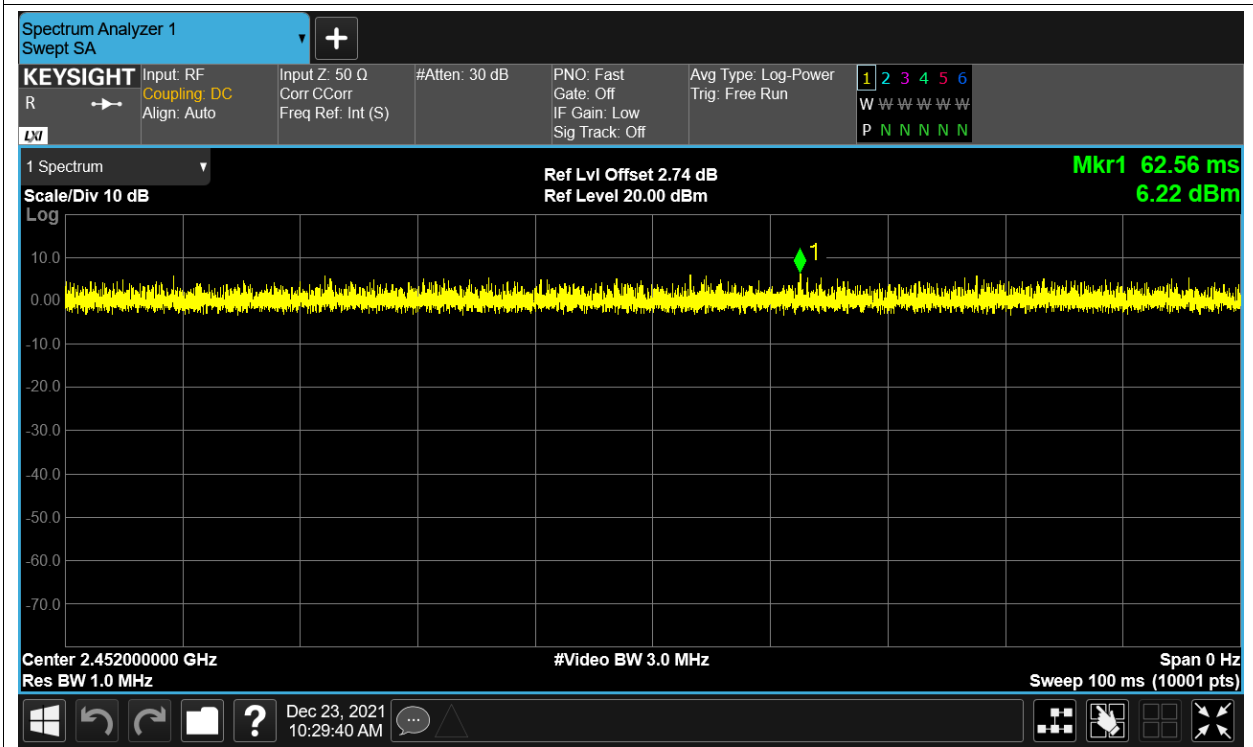 Spectrum Analyzer 1
Swept SA
▼
+
KEYSIGHT
R
LXI
Input: RF
Coupling: DC
Align: Auto
Input Z: 50 Ω
Corr CCorr
Freq Ref: Int (S)
#Atten: 30 dB
PNO: Fast
Gate: Off
IF Gain: Low
Sig Track: Off
Avg Type: Log-Power
Trig: Free Run
1 2 3 4 5 6
W W W W W W
P N N N N N
1 Spectrum ▼
Scale/Div 10 dB
Ref Lvl Offset 2.74 dB
Ref Level 20.00 dBm
Mkr1 62.56 ms
6.22 dBm
Log
1
10.0
0.00
-10.0
-20.0
-30.0
-40.0
-50.0
-60.0
-70.0
Center 2.452000000 GHz
Res BW 1.0 MHz
#Video BW 3.0 MHz
Span 0 Hz
Sweep 100 ms (10001 pts)
?
Dec 23, 2021
10:29:40 AM